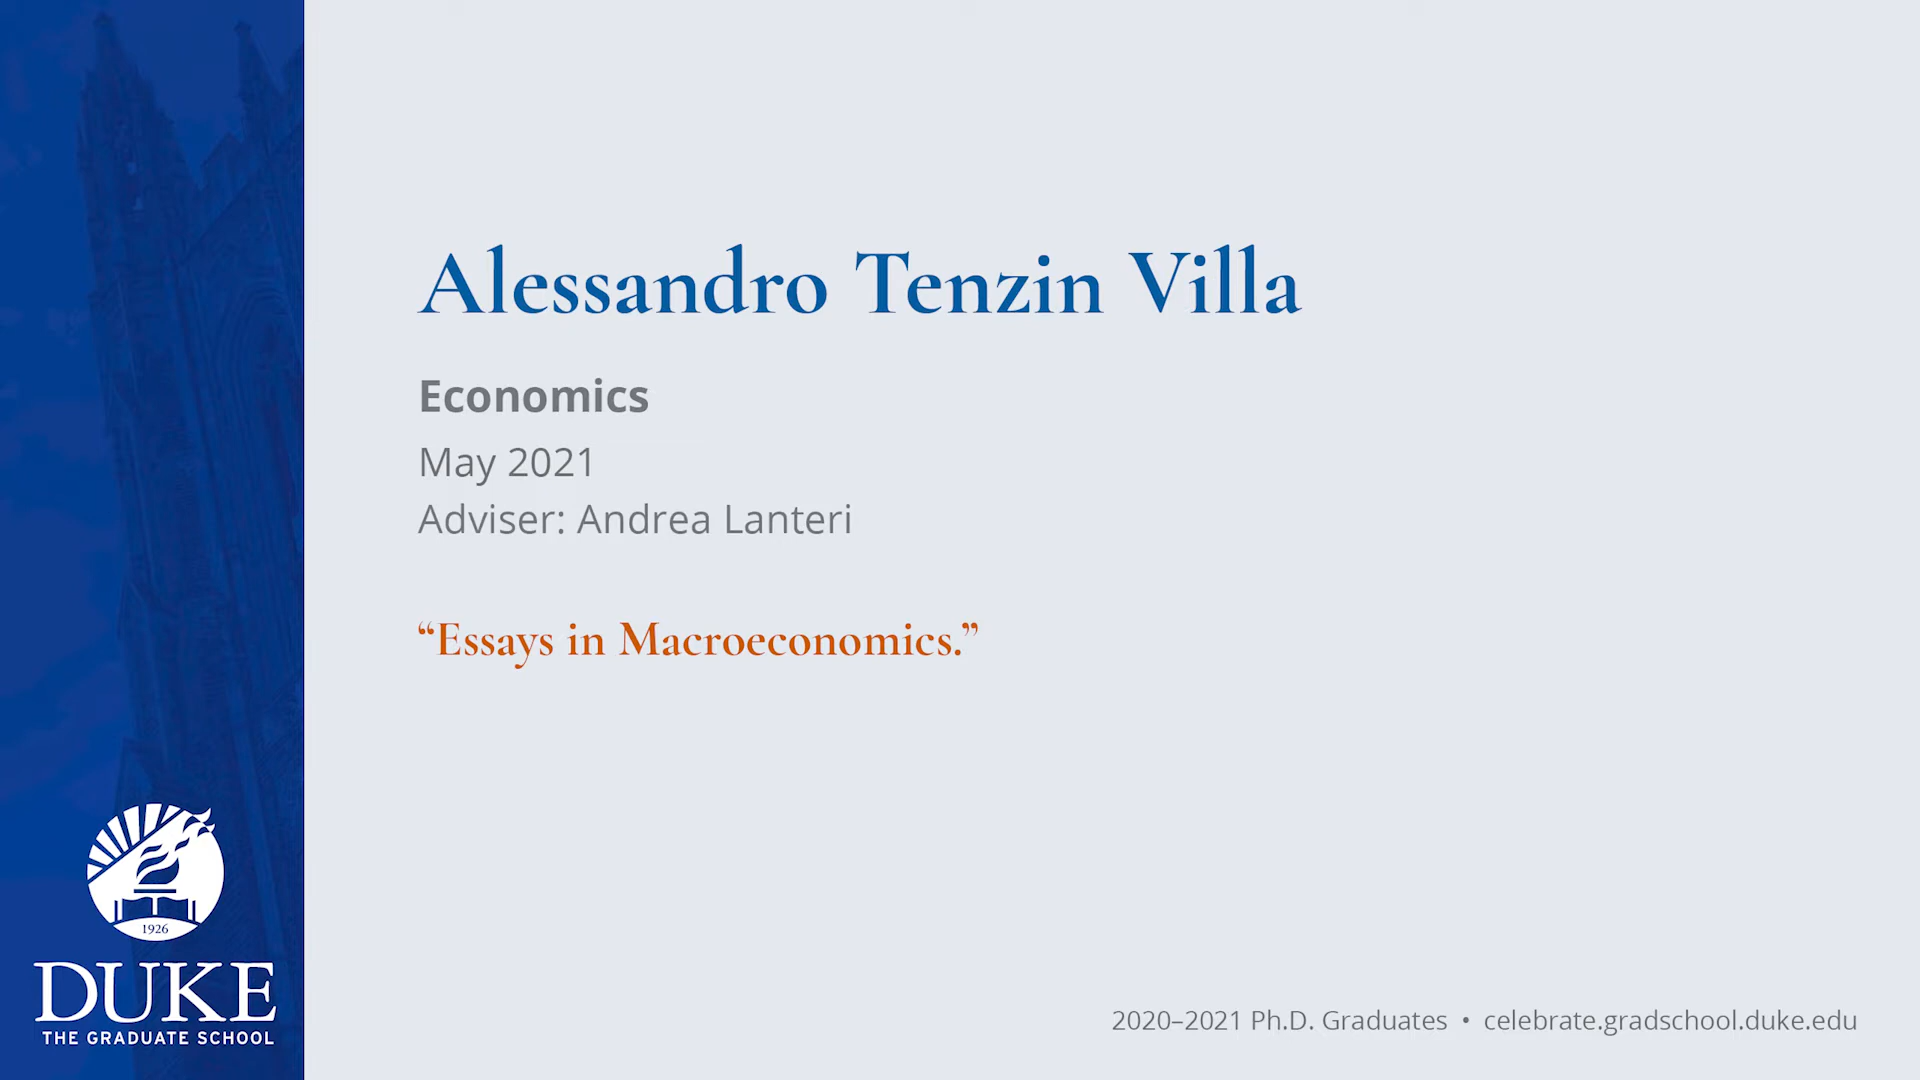 Alessandro Tenzin Villa
Economics
May 2021
Adviser: Andrea Lanteri
“Essays in Macroeconomics.”
1926
DUKE
THE GRADUATE SCHOOL
2020–2021 Ph.D. Graduates • celebrate.gradschool.duke.edu